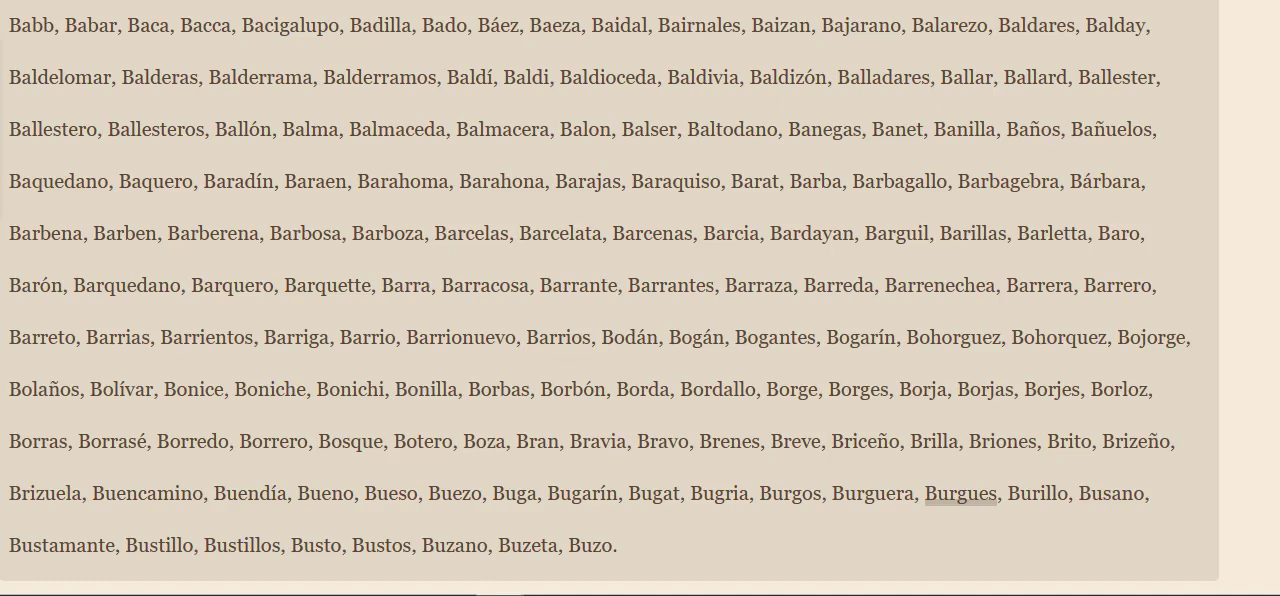 Babb, Babar, Baca, Bacca, Bacigalupo, Badilla, Bado, Báez, Baeza, Baidal, Bairnales, Baizan, Bajarano, Balarezo, Baldares, Balday,
Baldelomar, Balderas, Balderrama, Balderramos, Baldí, Baldi, Baldioceda, Baldivia, Baldizón, Balladares, Ballar, Ballard, Ballester,
Ballestero, Ballesteros, Ballón, Balma, Balmaceda, Balmacera, Balon, Balser, Baltodano, Banegas, Banet, Banilla, Baños, Bañuelos,
Baquedano, Baquero, Baradín, Baraen, Barahoma, Barahona, Barajas, Baraquiso, Barat, Barba, Barbagallo, Barbagebra, Bárbara,
Barbena, Barben, Barberena, Barbosa, Barboza, Barcelas, Barcelata, Barcenas, Barcia, Bardayan, Barguil, Barillas, Barletta, Baro,
Barón, Barquedano, Barquero, Barquette, Barra, Barracosa, Barrante, Barrantes, Barraza, Barreda, Barrenechea, Barrera, Barrero,
Barreto, Barrias, Barrientos, Barriga, Barrio, Barrionuevo, Barrios, Bodán, Bogán, Bogantes, Bogarín, Bohorguez, Bohorquez, Bojorge,
Bolaños, Bolívar, Bonice, Boniche, Bonichi, Bonilla, Borbas, Borbón, Borda, Bordallo, Borge, Borges, Borja, Borjas, Borjes, Borloz,
Borras, Borrasé, Borredo, Borrero, Bosque, Botero, Boza, Bran, Bravia, Bravo, Brenes, Breve, Briceño, Brilla, Briones, Brito, Brizeño,
Brizuela, Buencamino, Buendía, Bueno, Bueso, Buezo, Buga, Bugarín, Bugat, Bugria, Burgos, Burguera, Burgues, Burillo, Busano,
Bustamante, Bustillo, Bustillos, Busto, Bustos, Buzano, Buzeta, Buzo.